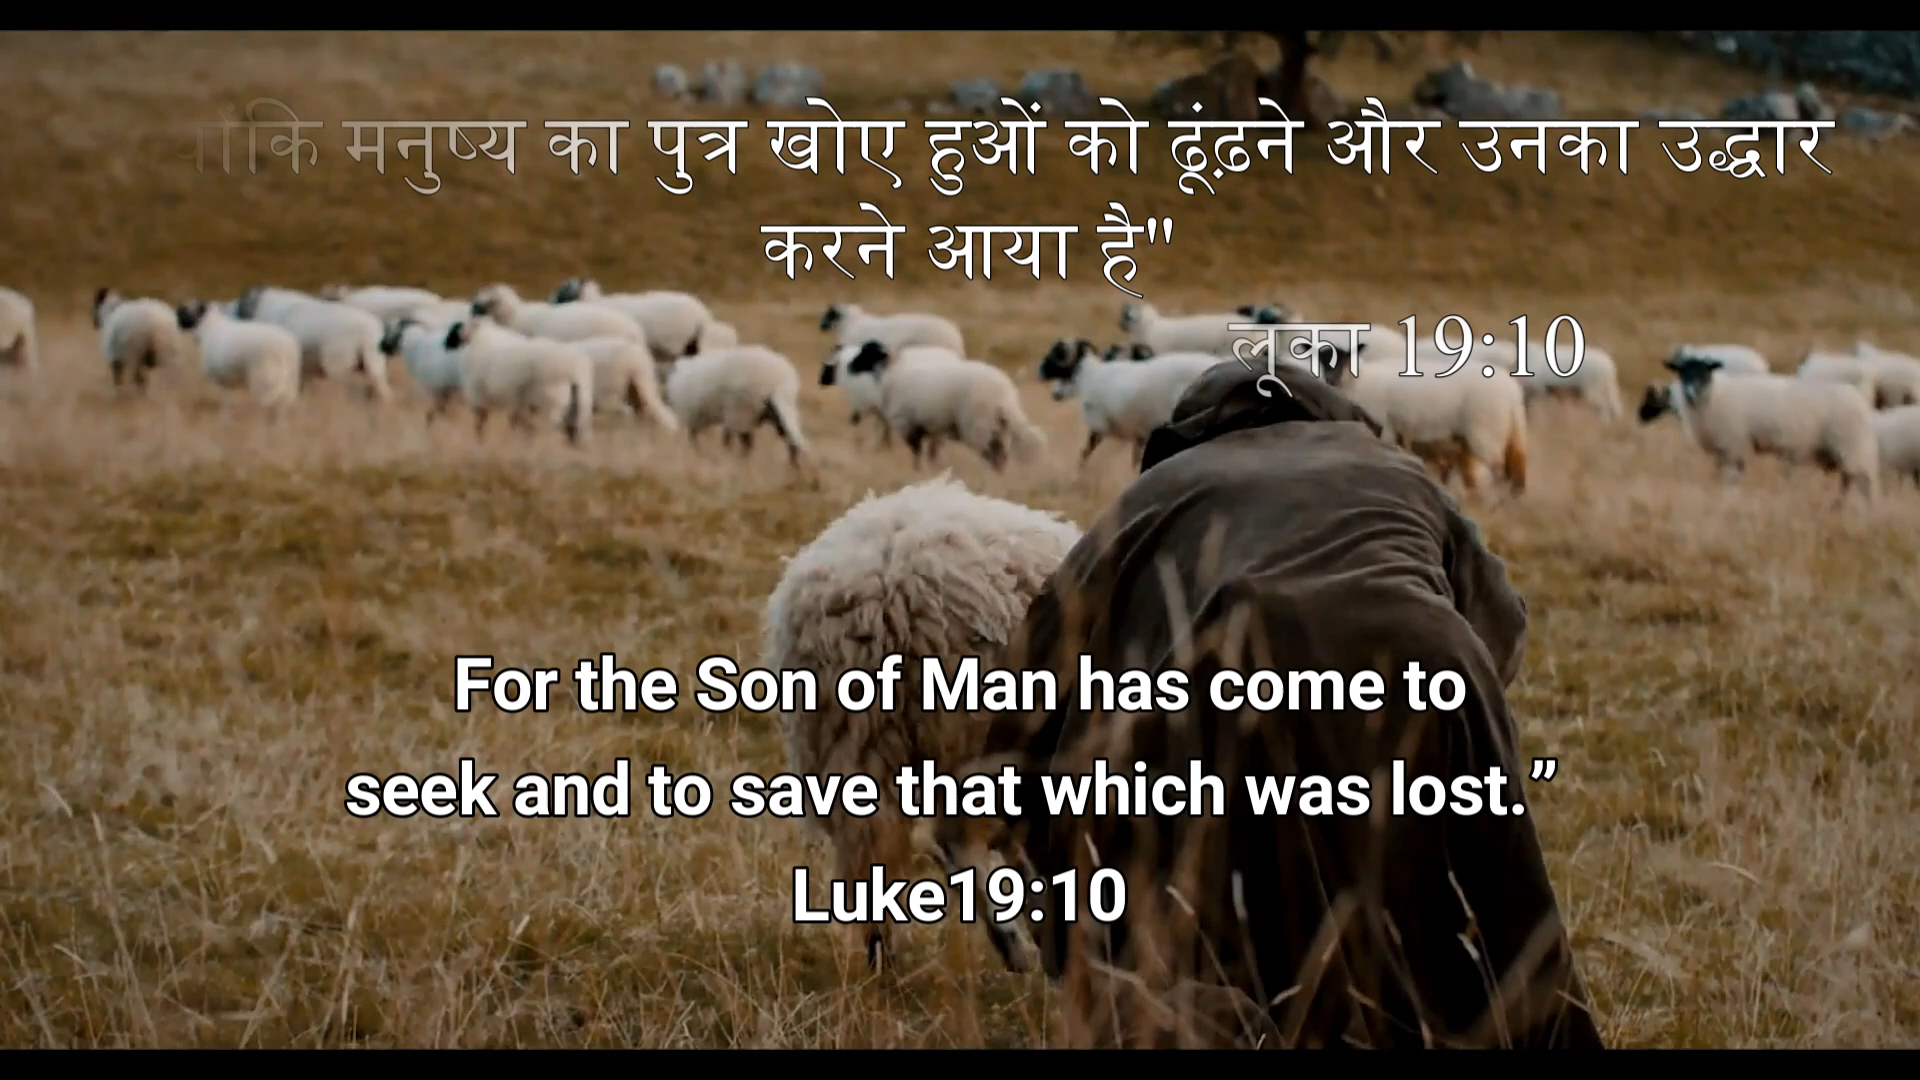 मनुष्य का पुत्र खोए हुओं को ढूंढ़ने और उनका उद्धार
करने आया है"
लूका 19:10
For the Son of Man has come to
seek and to save that which was lost.”
Luke19:10